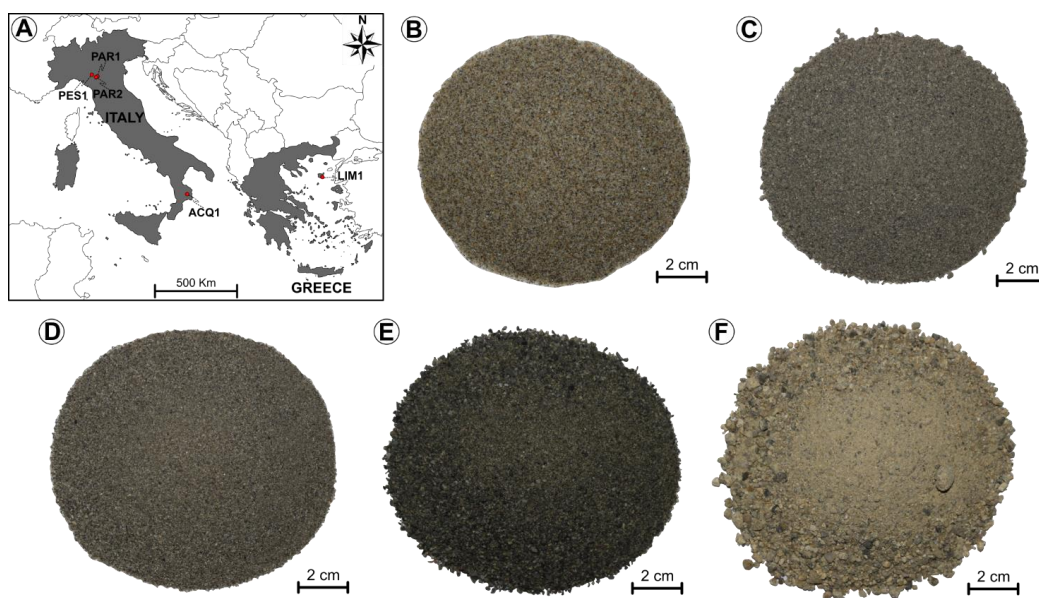 A
N
PAR1
PES1
PAR2
ITALY
LIM1
ACQ1
500 Km
GREECE
B
2 cm
C
2 cm
D
2 cm
E
2 cm
F
2 cm